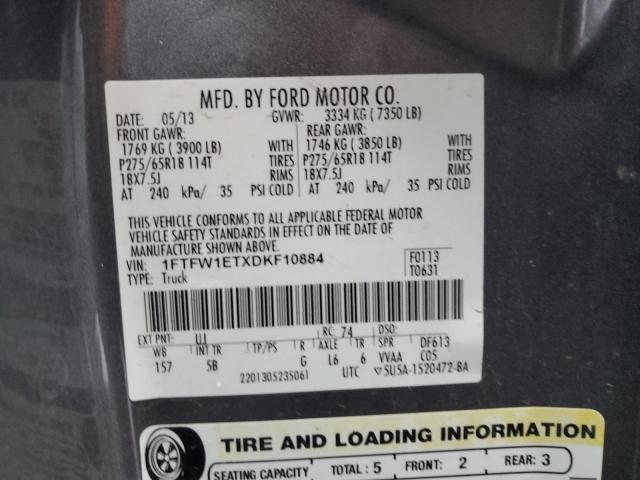 MFD. BY FORD MOTOR CO.
DATE: 05/13 GVWR: 3334 KG ( 7350 LB)
FRONT GAWR: REAR GAWR:
1769 KG ( 3900 LB) WITH 1746 KG ( 3850 LB) WITH
P275/65R18 114T TIRES P275/65R18 114T TIRES
18X7.5J RIMS 18X7.5J RIMS
AT 240 kPa/ 35 PSI COLD AT 240 kPa/ 35 PSI COLD
THIS VEHICLE CONFORMS TO ALL APPLICABLE FEDERAL MOTOR
VEHICLE SAFETY STANDARDS IN EFFECT ON THE DATE OF
MANUFACTURE SHOWN ABOVE.
VIN: 1FTFW1ETXDKF10884 F0113
TYPE: Truck T0631
EXT PNT: UJ RC: 74 DSO:
WB INT TR TP/PS R AXLE TR SPR DF613
157 5B G L6 6 VVAA C05
2201305235061 UTC ▽5U5A-1520472-BA
TIRE AND LOADING INFORMATION
SEATING CAPACITY TOTAL : 5 FRONT: 2 REAR: 3